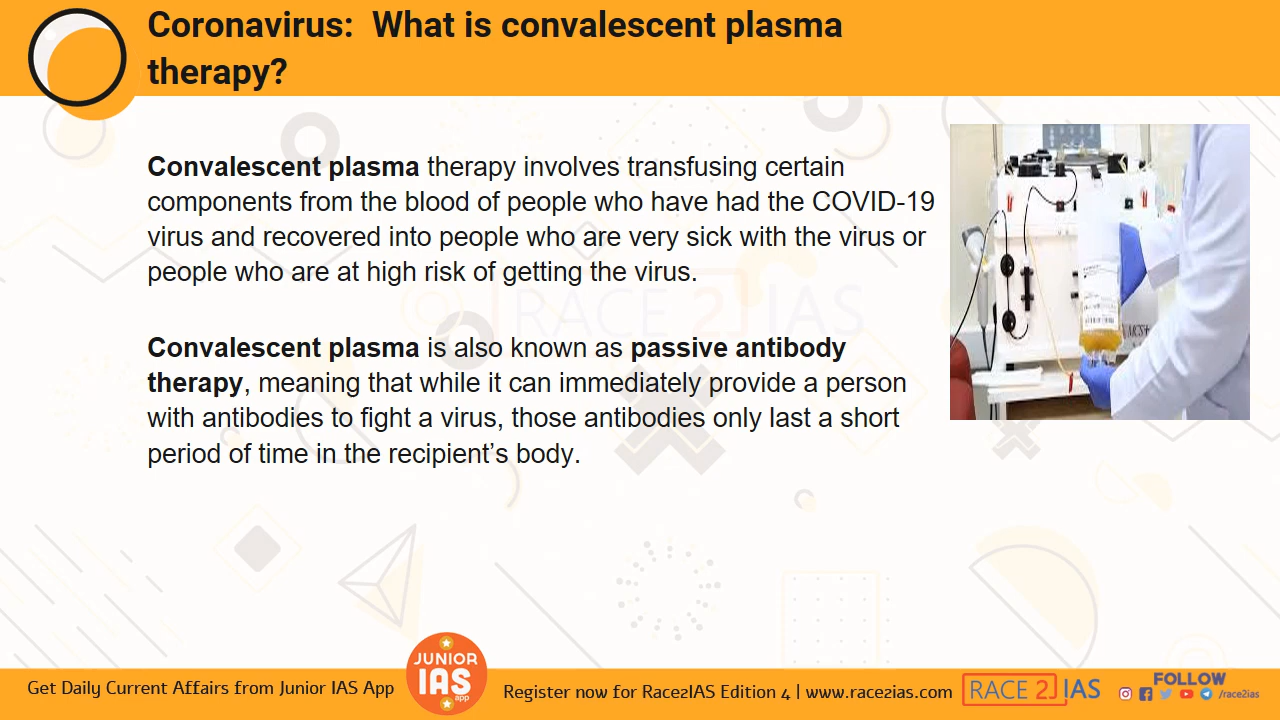 Coronavirus:  What is convalescent plasma
therapy?
Convalescent plasma therapy involves transfusing certain
components from the blood of people who have had the COVID-19
virus and recovered into people who are very sick with the virus or
people who are at high risk of getting the virus.
RACE 2 IAS
Convalescent plasma is also known as passive antibody
therapy, meaning that while it can immediately provide a person
with antibodies to fight a virus, those antibodies only last a short
period of time in the recipient’s body.
Get Daily Current Affairs from Junior IAS App
JUNIOR
IAS
app
Register now for Race2IAS Edition 4 | www.race2ias.com
RACE 2 IAS
FOLLOW
/race2ias